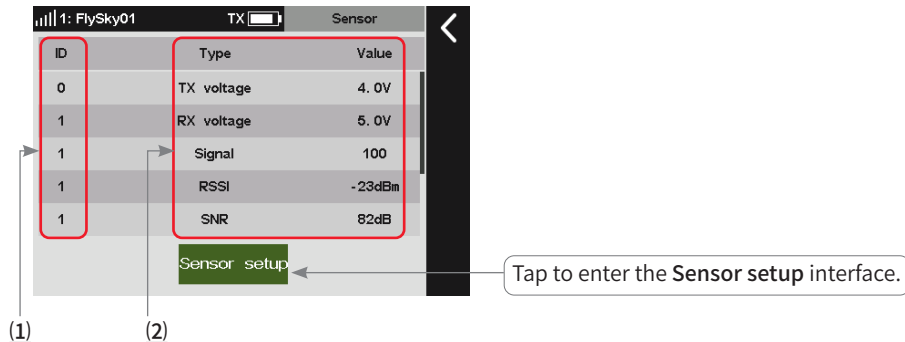 1: FlySky01 TX Sensor
ID Type Value
0 TX voltage 4.0V
1 RX voltage 5.0V
1 Signal 100
1 RSSI -23dBm
1 SNR 82dB
Sensor setup
Tap to enter the Sensor setup interface.
(1) (2)